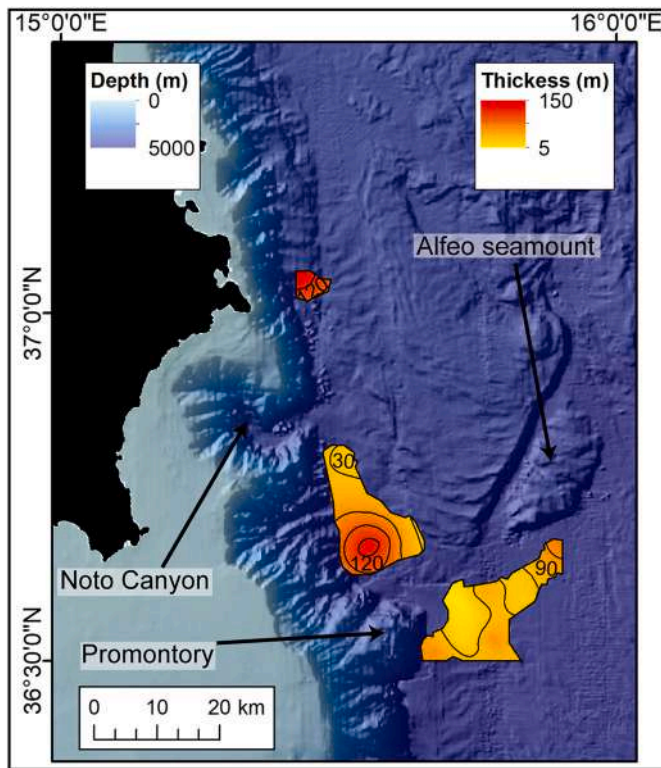 15°0'0"E
16°0'0"E
Depth (m)
0
5000
Thickess (m)
150
5
Alfeo seamount
120
37°0'0"N
30
Noto Canyon
120
90
Promontory
36°30'0"N
0 10 20 km